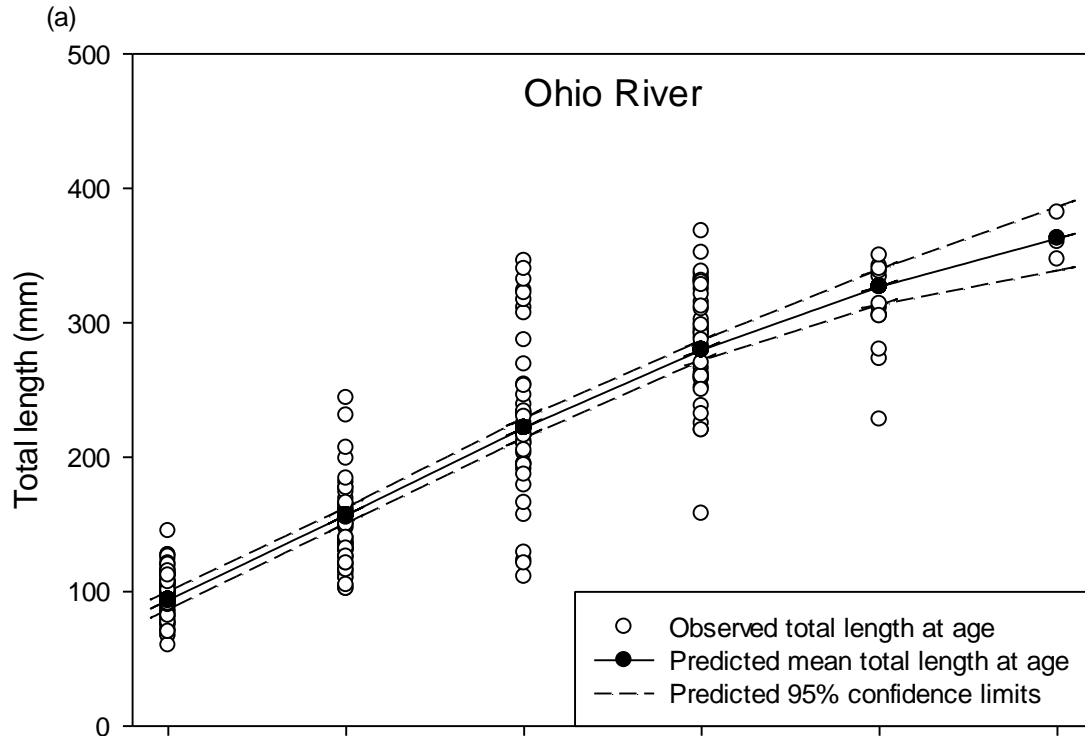 (a)
500
Ohio River
400
300
200
100
0
Total length (mm)
Observed total length at age
Predicted mean total length at age
Predicted 95% confidence limits